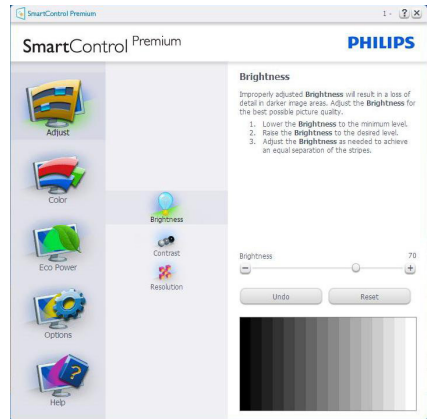 SmartControl Premium
1 -
?
X
SmartControl Premium
PHILIPS
Adjust
Color
Eco Power
Options
Help
Brightness
Contrast
Resolution
Brightness
Improperly adjusted Brightness will result in a loss of
detail in darker image areas. Adjust the Brightness for
the best possible picture quality.
1. Lower the Brightness to the minimum level.
2. Raise the Brightness to the desired level.
3. Adjust the Brightness as needed to achieve
an equal separation of the stripes.
Brightness 70
Undo Reset